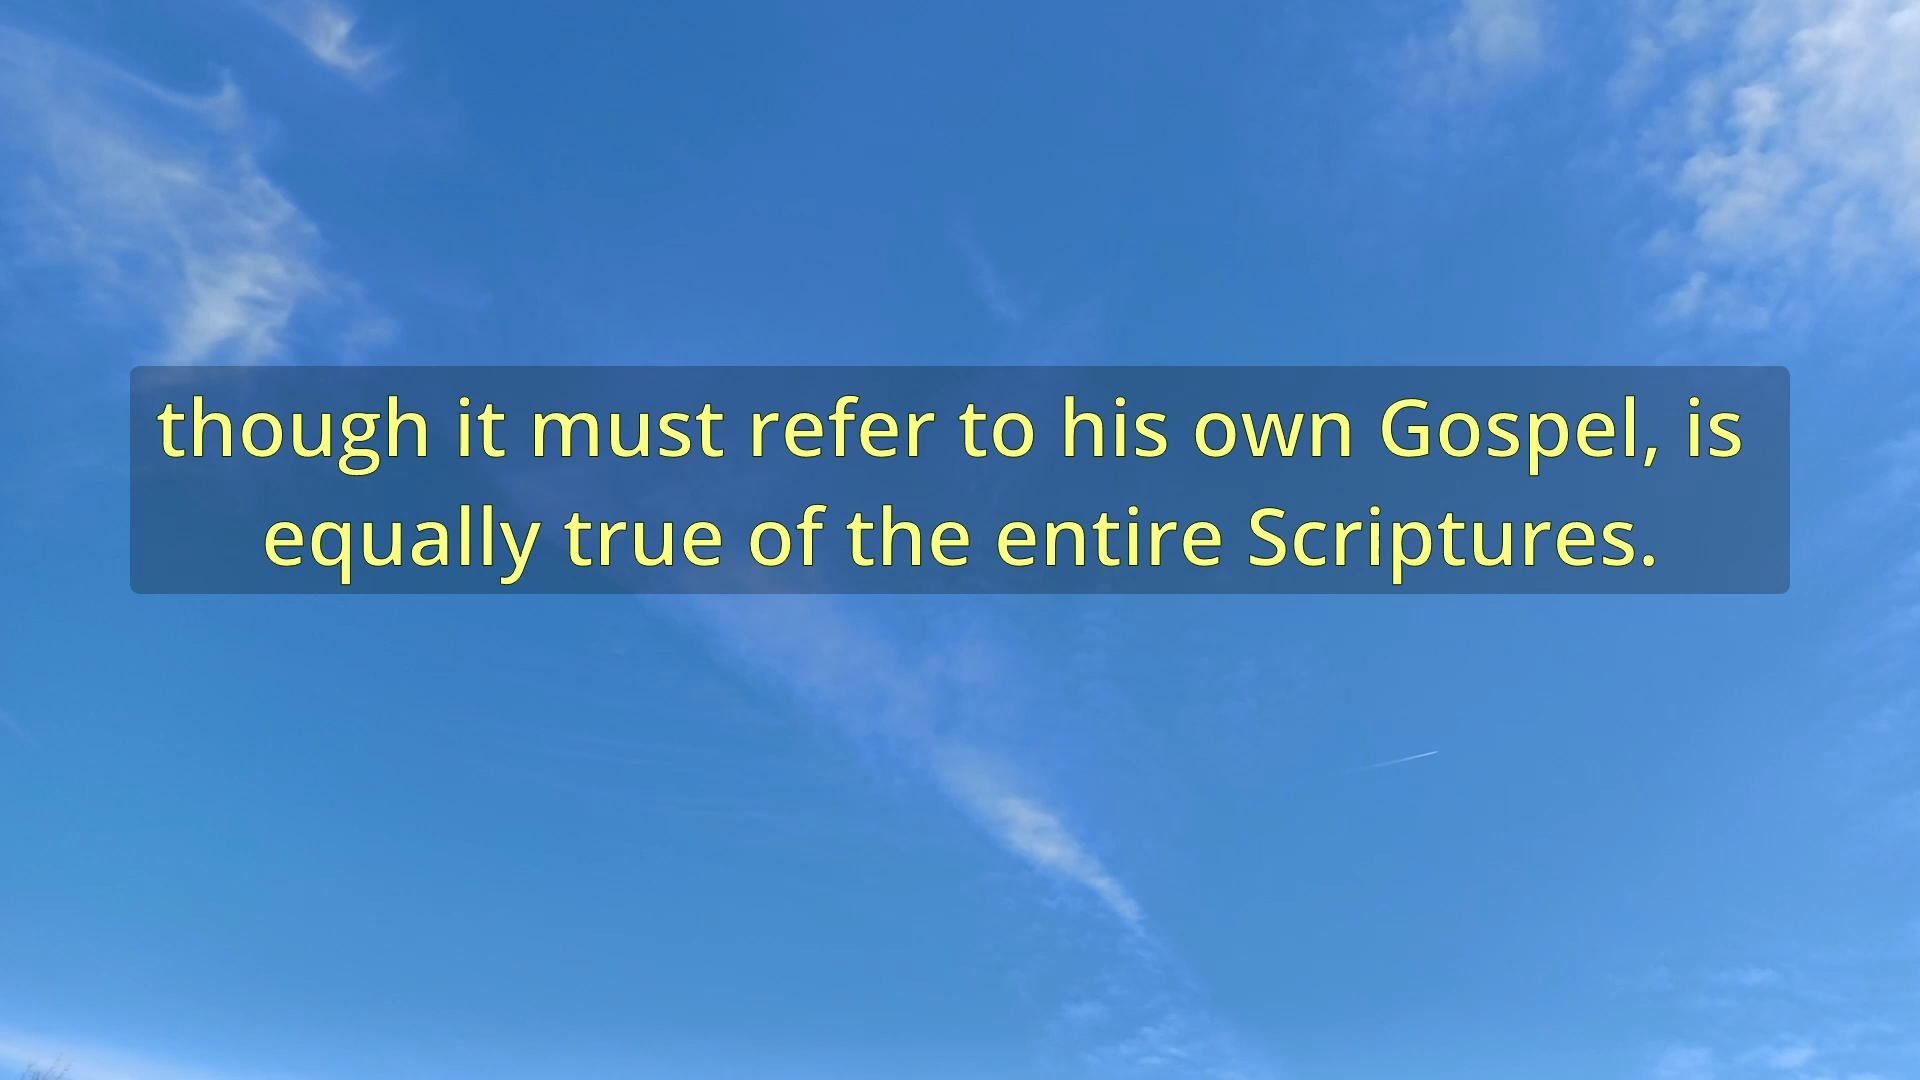 though it must refer to his own Gospel, is
equally true of the entire Scriptures.